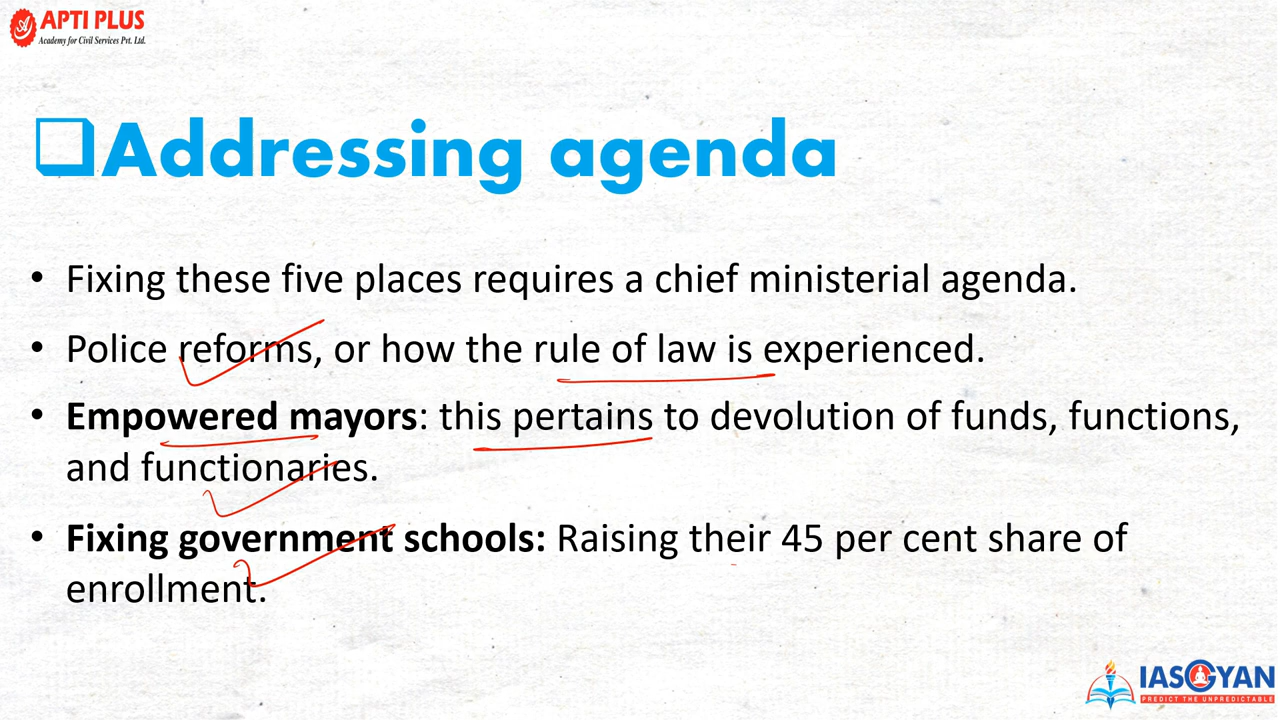 APTI PLUS
Academy for Civil Services Pvt. Ltd.
❑Addressing agenda
• Fixing these five places requires a chief ministerial agenda.
• Police reforms, or how the rule of law is experienced.
• Empowered mayors: this pertains to devolution of funds, functions,
and functionaries.
• Fixing government schools: Raising their 45 per cent share of
enrollment.
IASGYAN
PREDICT THE UNPREDICTABLE